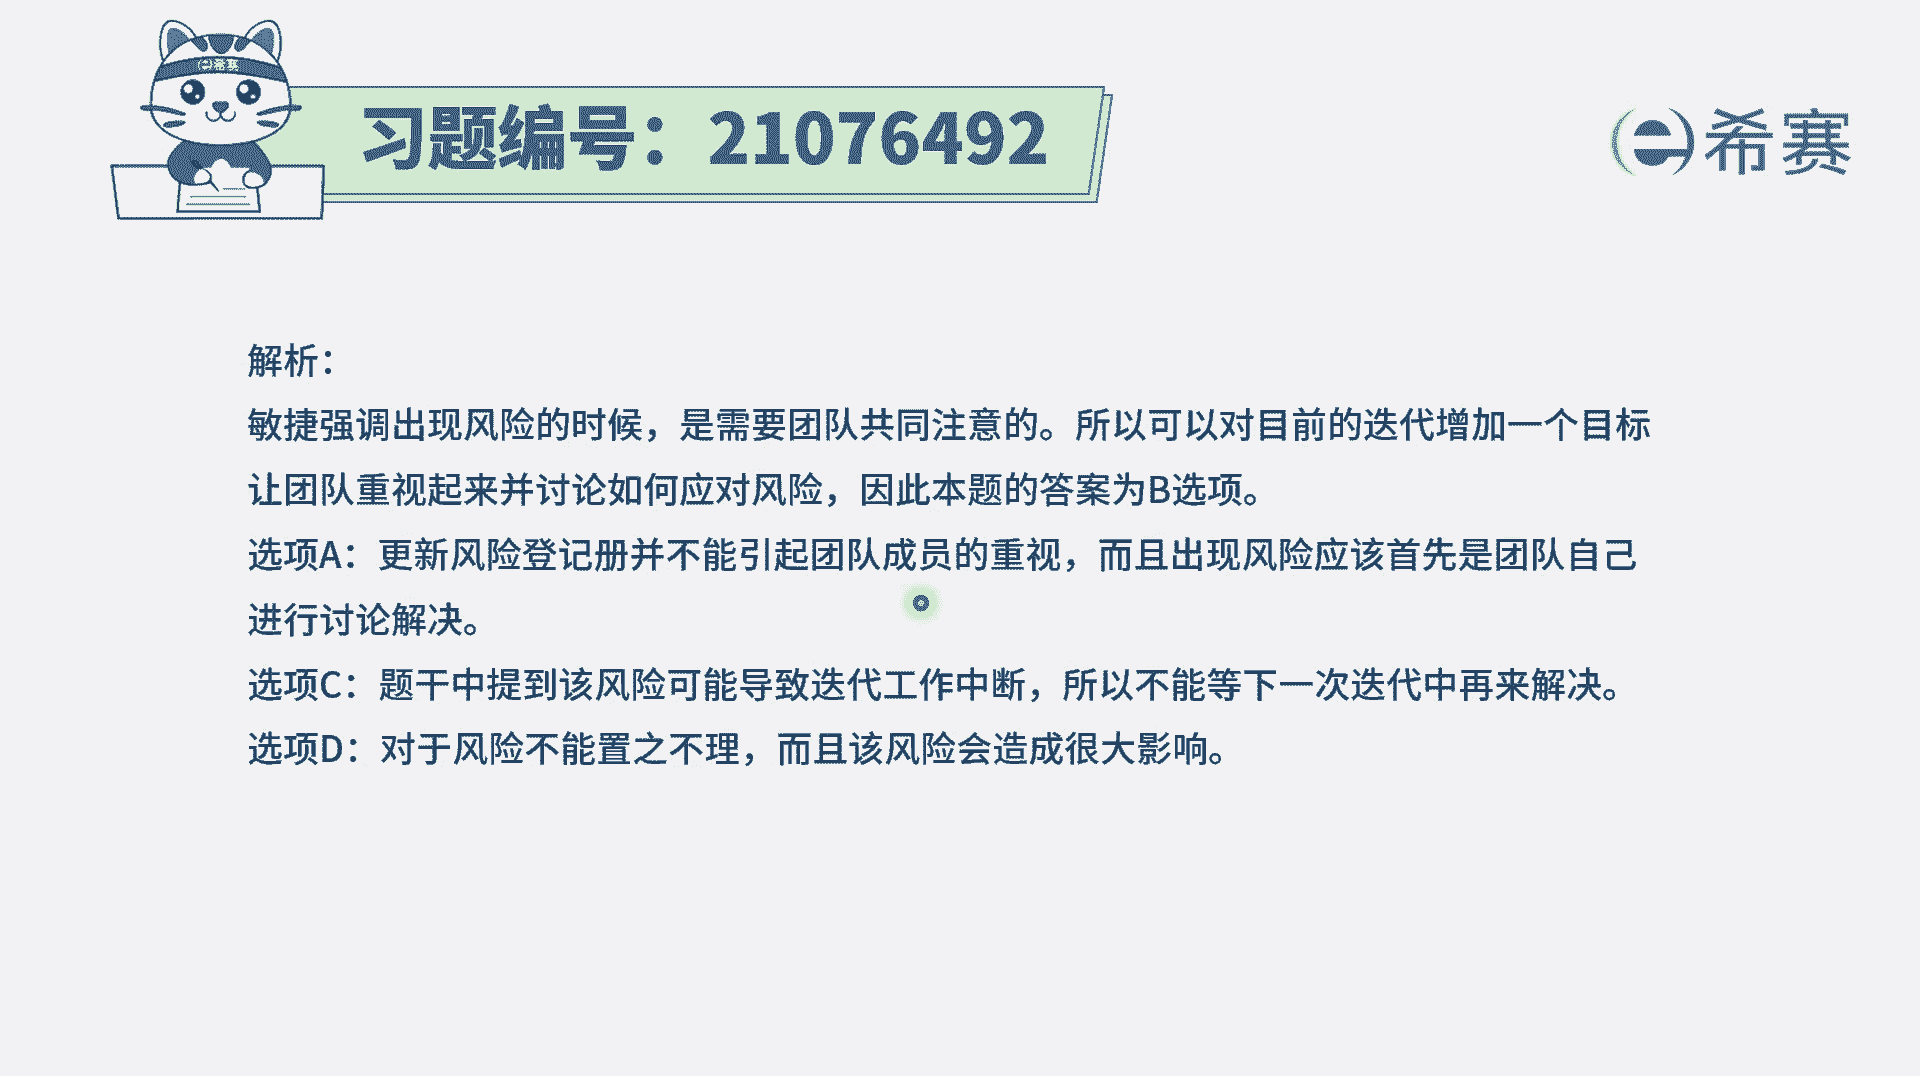 希赛
习题编号：21076492
希赛
解析：
敏捷强调出现风险的时候，是需要团队共同注意的。所以可以对目前的迭代增加一个目标
让团队重视起来并讨论如何应对风险，因此本题的答案为B选项。
选项A：更新风险登记册并不能引起团队成员的重视，而且出现风险应该首先是团队自己
进行讨论解决。
选项C：题干中提到该风险可能导致迭代工作中断，所以不能等下一次迭代中再来解决。
选项D：对于风险不能置之不理，而且该风险会造成很大影响。